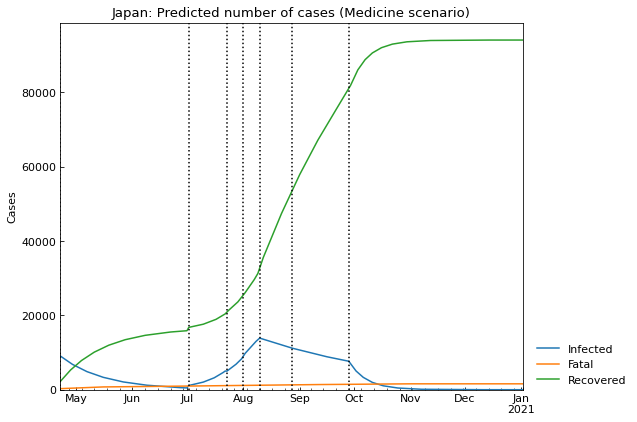 Japan: Predicted number of cases (Medicine scenario)
Cases
80000
60000
40000
20000
0
May Jun Jul Aug Sep Oct Nov Dec Jan
2021
Infected
Fatal
Recovered